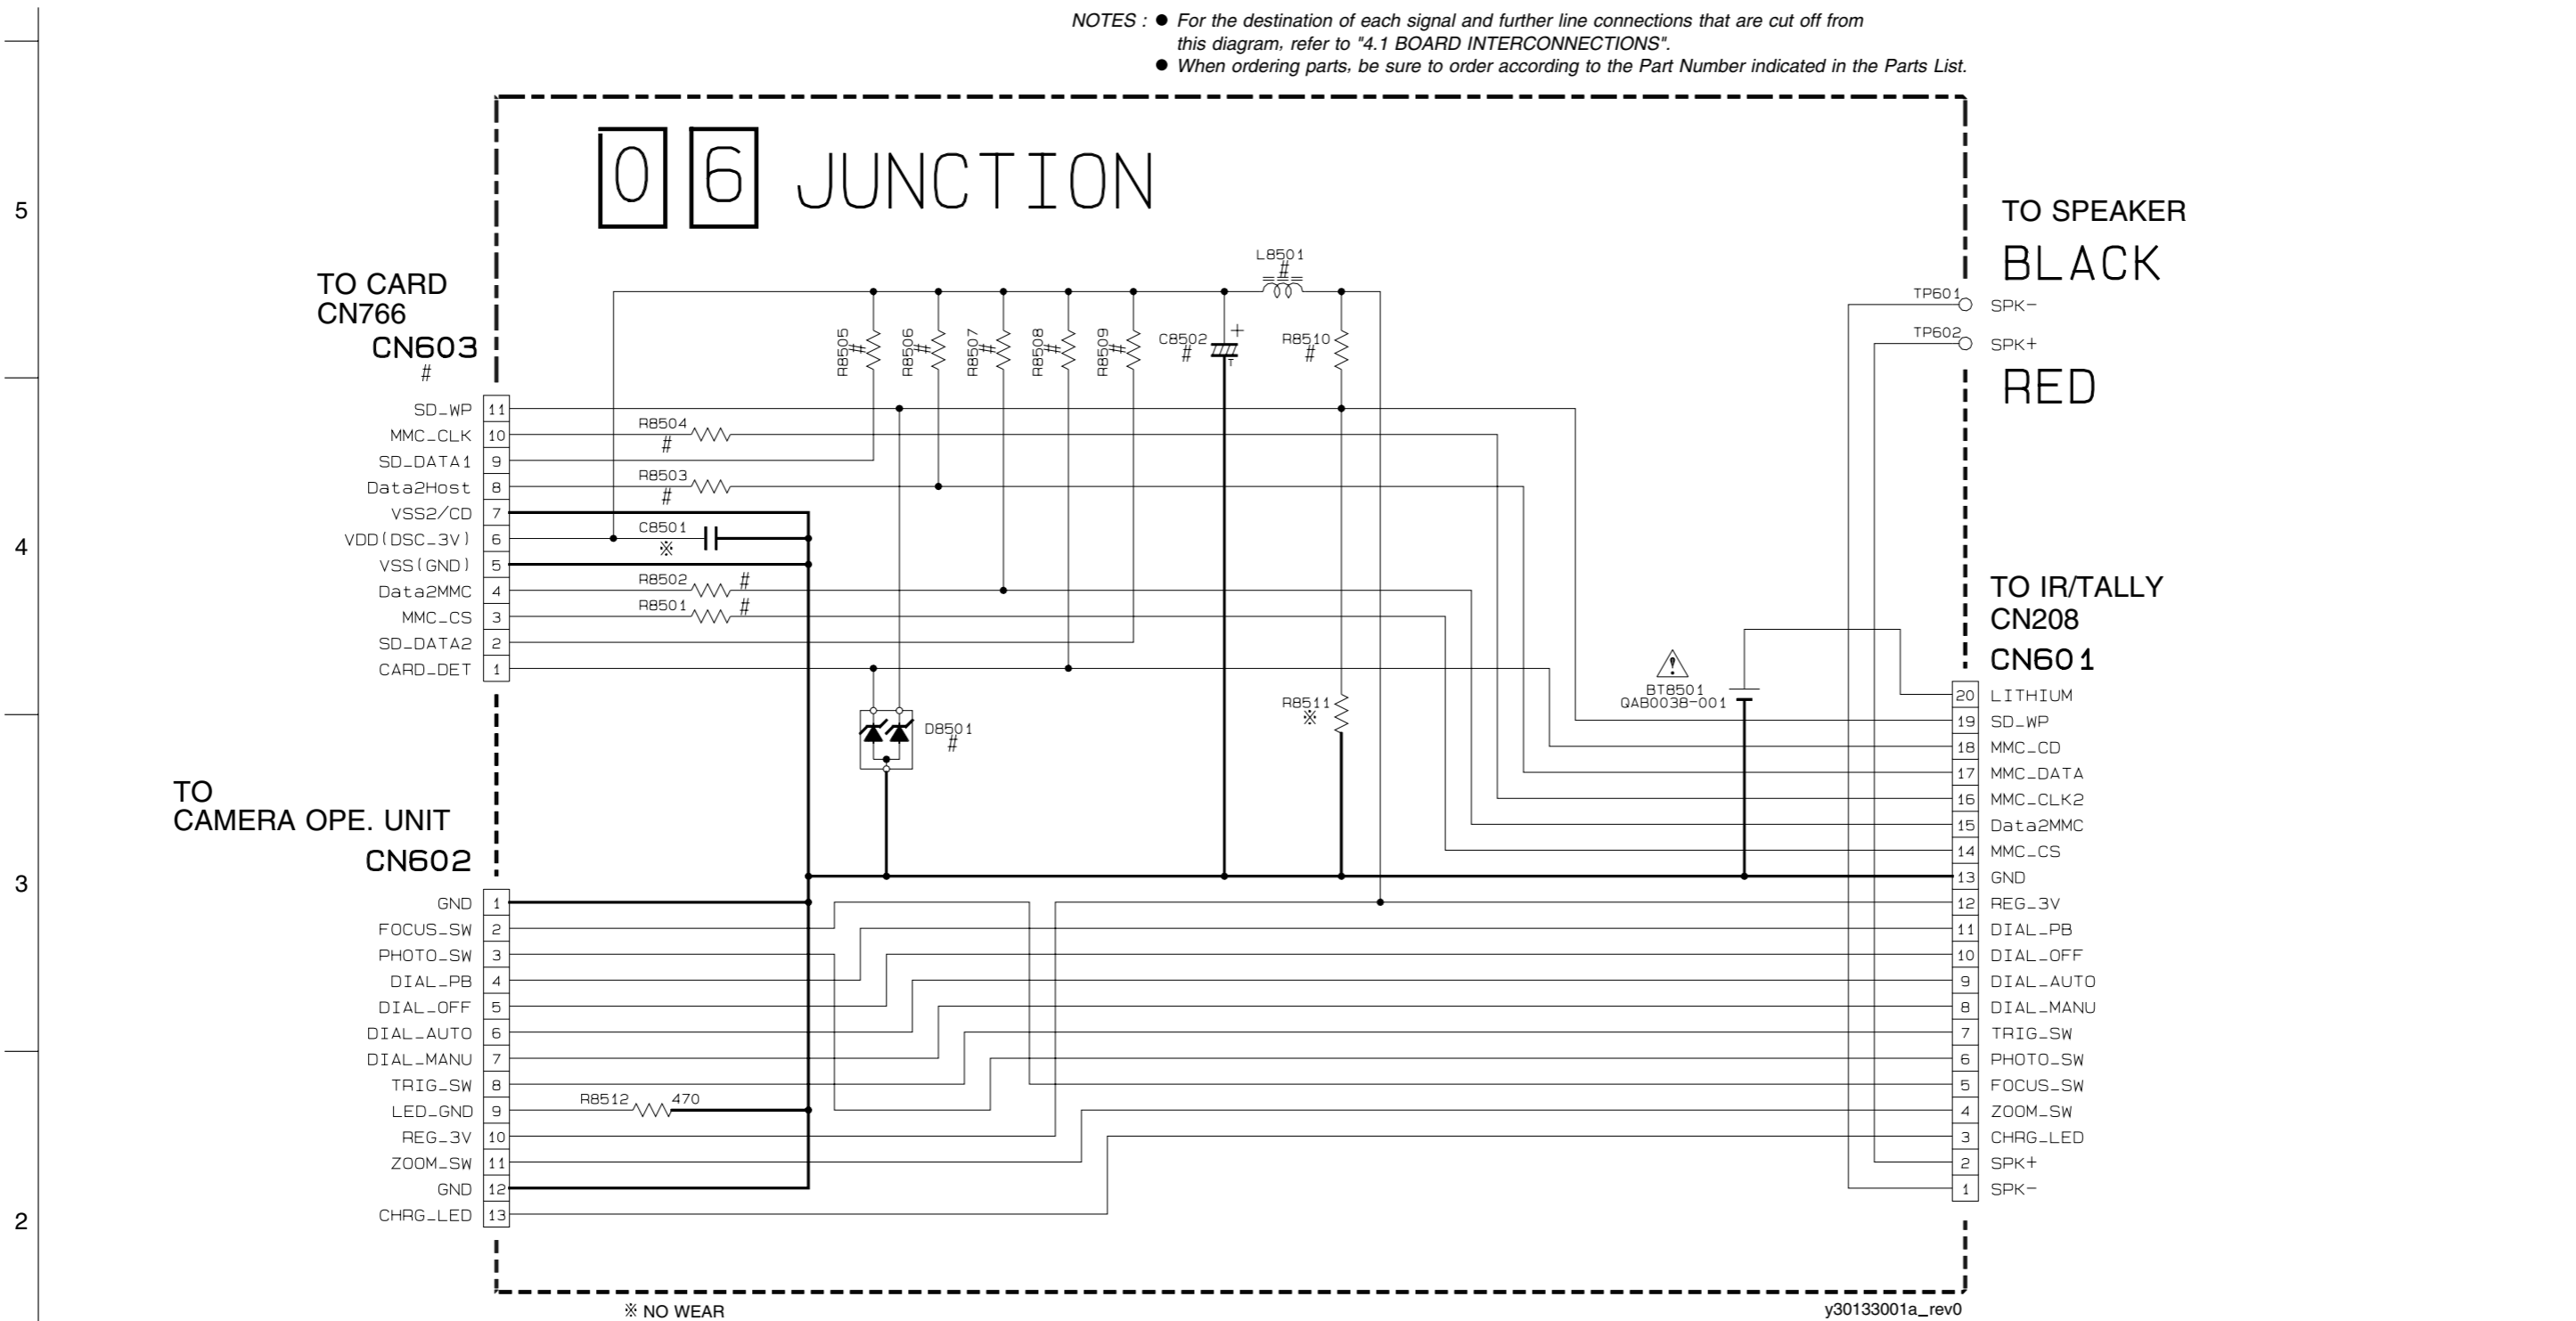 NOTES : ● For the destination of each signal and further line connections that are cut off from
this diagram, refer to "4.1 BOARD INTERCONNECTIONS".
● When ordering parts, be sure to order according to the Part Number indicated in the Parts List.
0 6 JUNCTION
5
4
3
2
TO CARD
CN766
CN603
#
SD_WP 11
MMC_CLK 10
SD_DATA1 9
Data2Host 8
VSS2/CD 7
VDD(DSC_3V) 6
VSS(GND) 5
Data2MMC 4
MMC_CS 3
SD_DATA2 2
CARD_DET 1
R8504
#
R8503
#
C8501
※
R8502 #
R8501 #
R8505 #
R8506 #
R8507 #
R8508 #
R8509 #
C8502
#
+
T
L8501
#
R8510
#
R8511
※
D8501
#
BT8501
QAB0038-001
TO SPEAKER
BLACK
TP601 SPK-
TP602 SPK+
RED
TO IR/TALLY
CN208
CN601
20 LITHIUM
19 SD_WP
18 MMC_CD
17 MMC_DATA
16 MMC_CLK2
15 Data2MMC
14 MMC_CS
13 GND
12 REG_3V
11 DIAL_PB
10 DIAL_OFF
9 DIAL_AUTO
8 DIAL_MANU
7 TRIG_SW
6 PHOTO_SW
5 FOCUS_SW
4 ZOOM_SW
3 CHRG_LED
2 SPK+
1 SPK-
TO
CAMERA OPE. UNIT
CN602
GND 1
FOCUS_SW 2
PHOTO_SW 3
DIAL_PB 4
DIAL_OFF 5
DIAL_AUTO 6
DIAL_MANU 7
TRIG_SW 8
LED_GND 9
REG_3V 10
ZOOM_SW 11
GND 12
CHRG_LED 13
R8512 470
※ NO WEAR
y30133001a_rev0